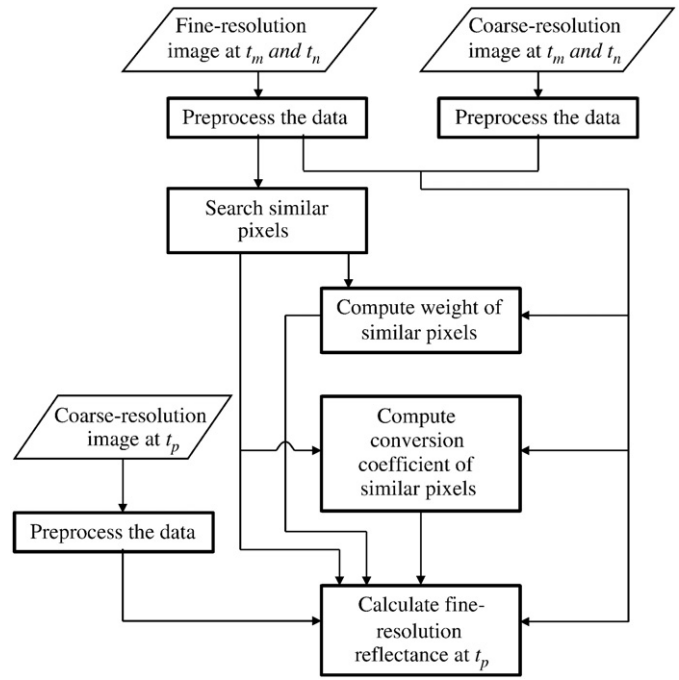 Fine-resolution
image at tm and tn
Coarse-resolution
image at tm and tn
Preprocess the data
Preprocess the data
Search similar
pixels
Compute weight of
similar pixels
Coarse-resolution
image at tp
Compute
conversion
coefficient of
similar pixels
Preprocess the data
Calculate fine-
resolution
reflectance at tp